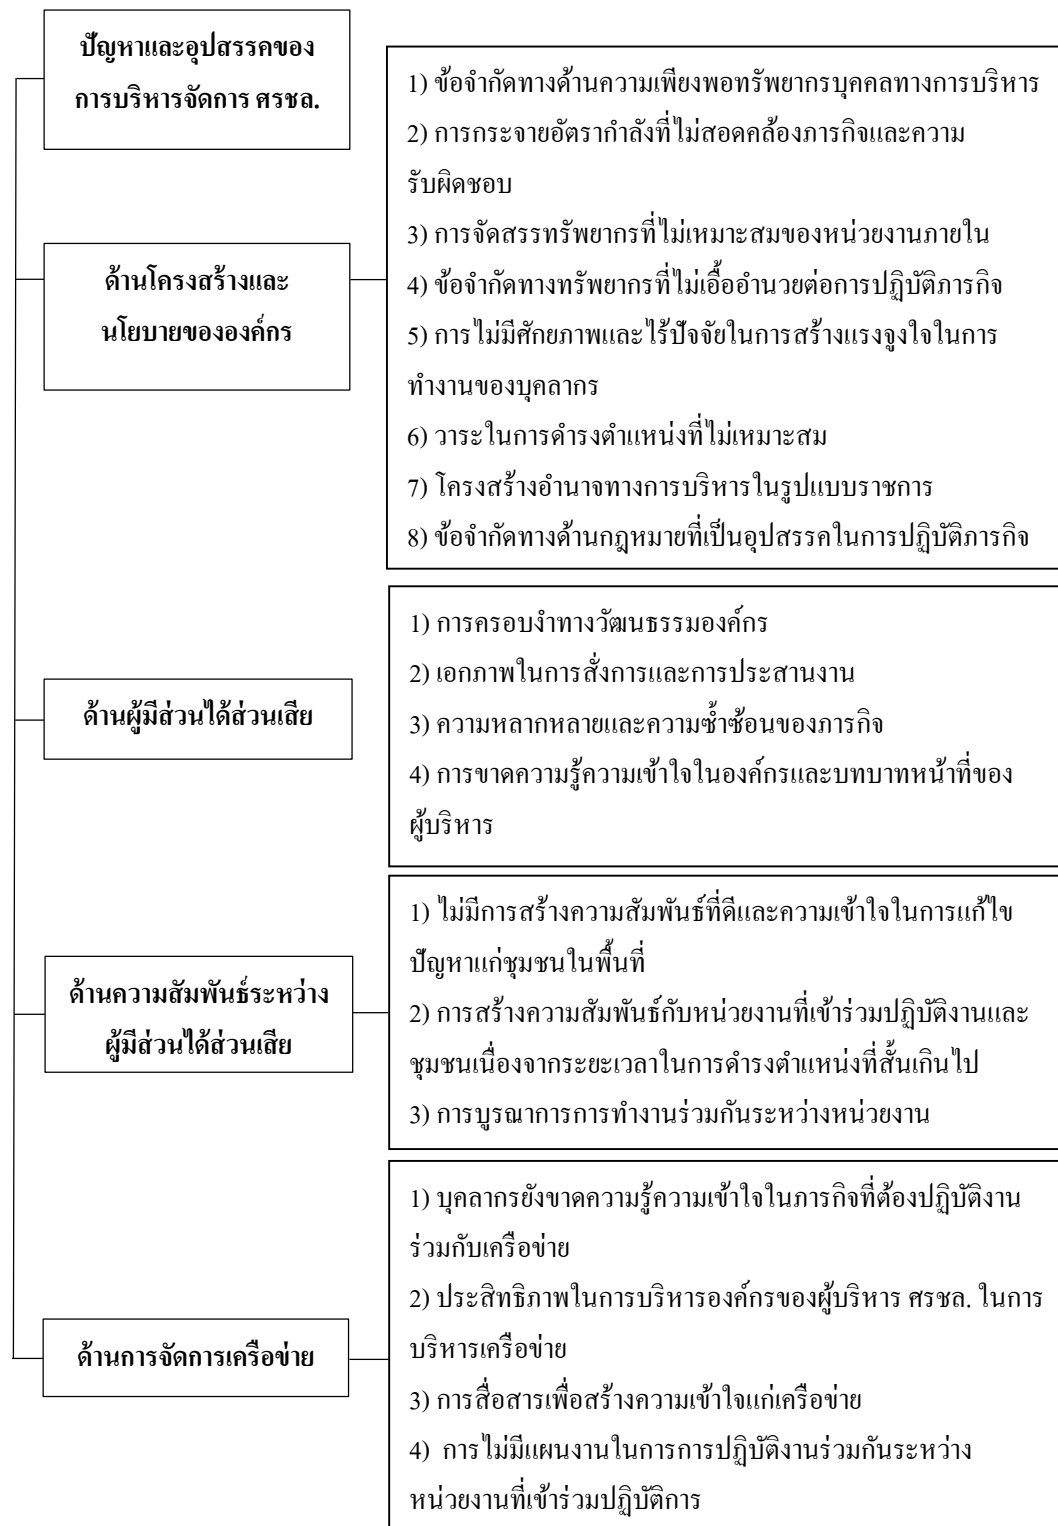 ปัญหาและอุปสรรคของ
การบริหารจัดการ ศรชล.
ด้านโครงสร้างและ
นโยบายขององค์กร
1) ข้อจำกัดทางด้านความเพียงพอทรัพยากรบุคคลทางการบริหาร
2) การกระจายอัตรากำลังที่ไม่สอดคล้องภารกิจและความ
รับผิดชอบ
3) การจัดสรรทรัพยากรที่ไม่เหมาะสมของหน่วยงานภายใน
4) ข้อจำกัดทางทรัพยากรที่ไม่เอื้ออำนวยต่อการปฏิบัติภารกิจ
5) การไม่มีศักยภาพและไร้ปัจจัยในการสร้างแรงจูงใจในการ
ทำงานของบุคลากร
6) วาระในการดำรงตำแหน่งที่ไม่เหมาะสม
7) โครงสร้างอำนาจทางการบริหารในรูปแบบราชการ
8) ข้อจำกัดทางด้านกฎหมายที่เป็นอุปสรรคในการปฏิบัติภารกิจ
ด้านผู้มีส่วนได้ส่วนเสีย
1) การครอบงำทางวัฒนธรรมองค์กร
2) เอกภาพในการสั่งการและการประสานงาน
3) ความหลากหลายและความซ้ำซ้อนของภารกิจ
4) การขาดความรู้ความเข้าใจในองค์กรและบทบาทหน้าที่ของ
ผู้บริหาร
ด้านความสัมพันธ์ระหว่าง
ผู้มีส่วนได้ส่วนเสีย
1) ไม่มีการสร้างความสัมพันธ์ที่ดีและความเข้าใจในการแก้ไข
ปัญหาแก่ชุมชนในพื้นที่
2) การสร้างความสัมพันธ์กับหน่วยงานที่เข้าร่วมปฏิบัติงานและ
ชุมชนเนื่องจากระยะเวลาในการดำรงตำแหน่งที่สั้นเกินไป
3) การบูรณาการการทำงานร่วมกันระหว่างหน่วยงาน
ด้านการจัดการเครือข่าย
1) บุคลากรยังขาดความรู้ความเข้าใจในภารกิจที่ต้องปฏิบัติงาน
ร่วมกับเครือข่าย
2) ประสิทธิภาพในการบริหารองค์กรของผู้บริหาร ศรชล. ในการ
บริหารเครือข่าย
3) การสื่อสารเพื่อสร้างความเข้าใจแก่เครือข่าย
4) การไม่มีแผนงานในการการปฏิบัติงานร่วมกันระหว่าง
หน่วยงานที่เข้าร่วมปฏิบัติการ